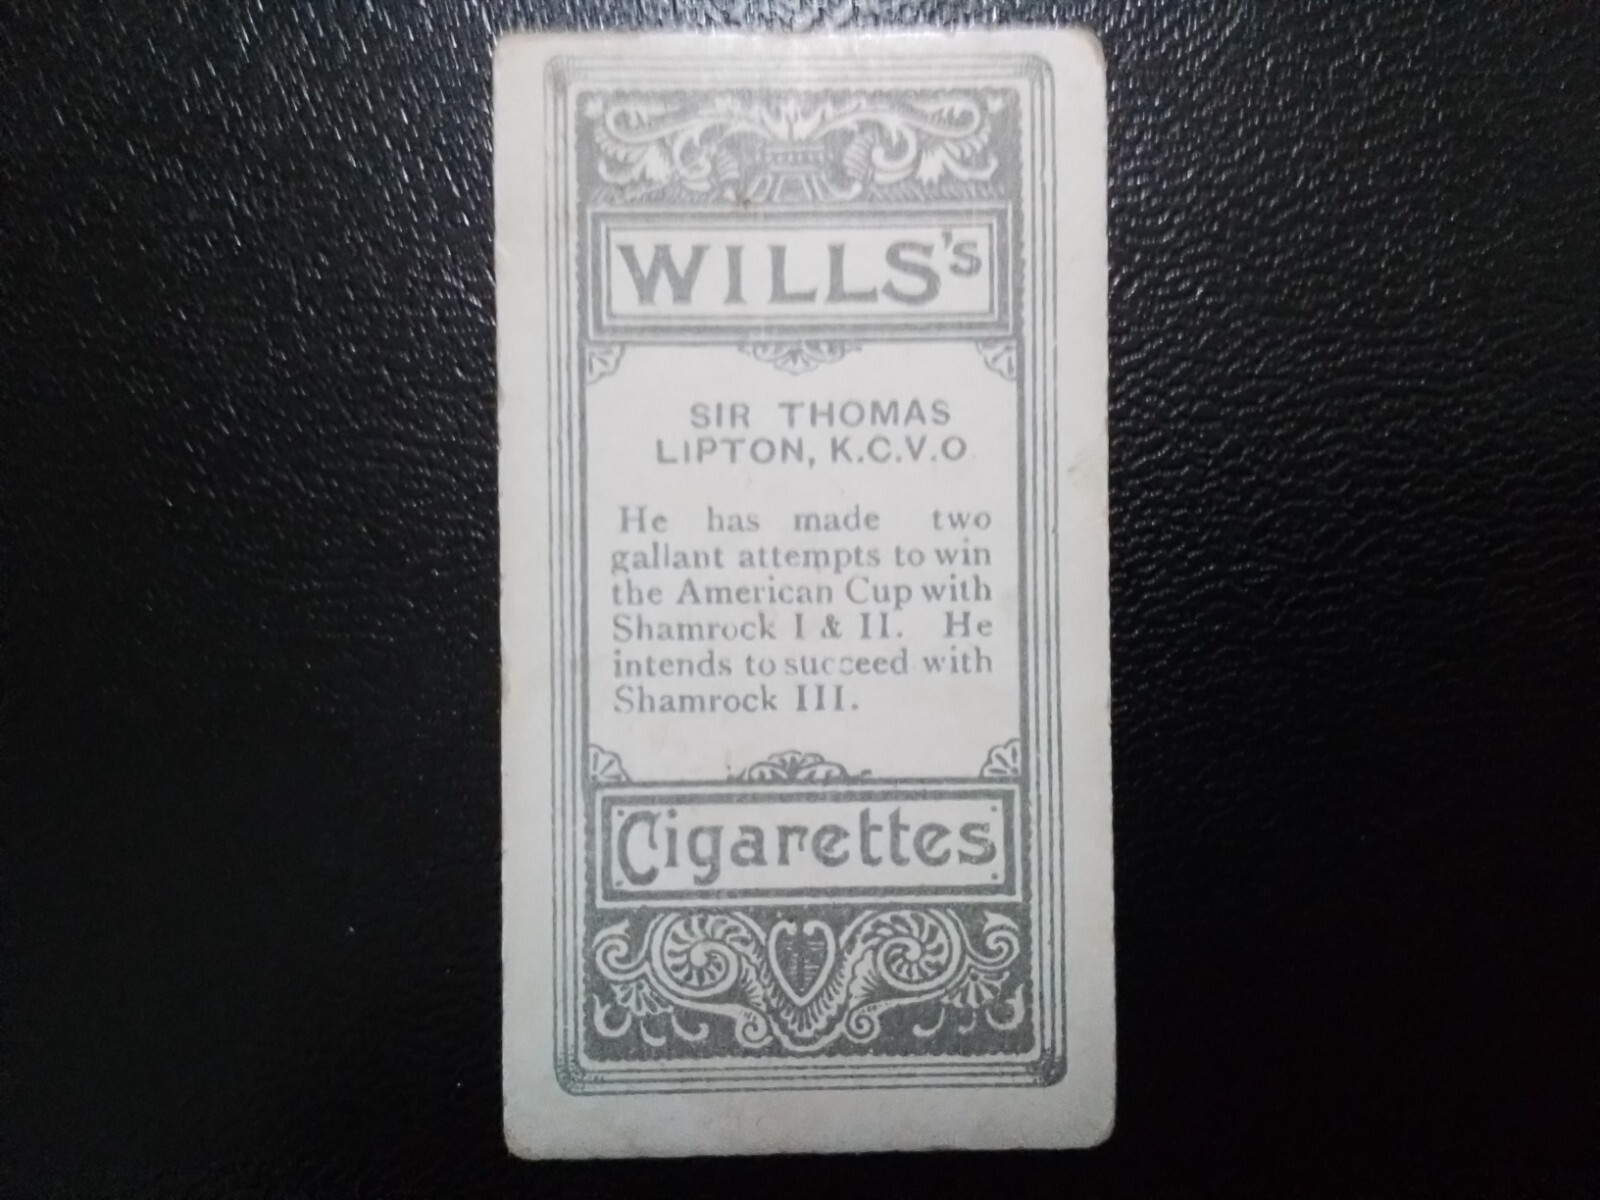 WILLS's
SIR THOMAS
LIPTON, K.C.V.O
He has made two
gallant attempts to win
the American Cup with
Shamrock I & II. He
intends to succeed with
Shamrock III.
Cigarettes